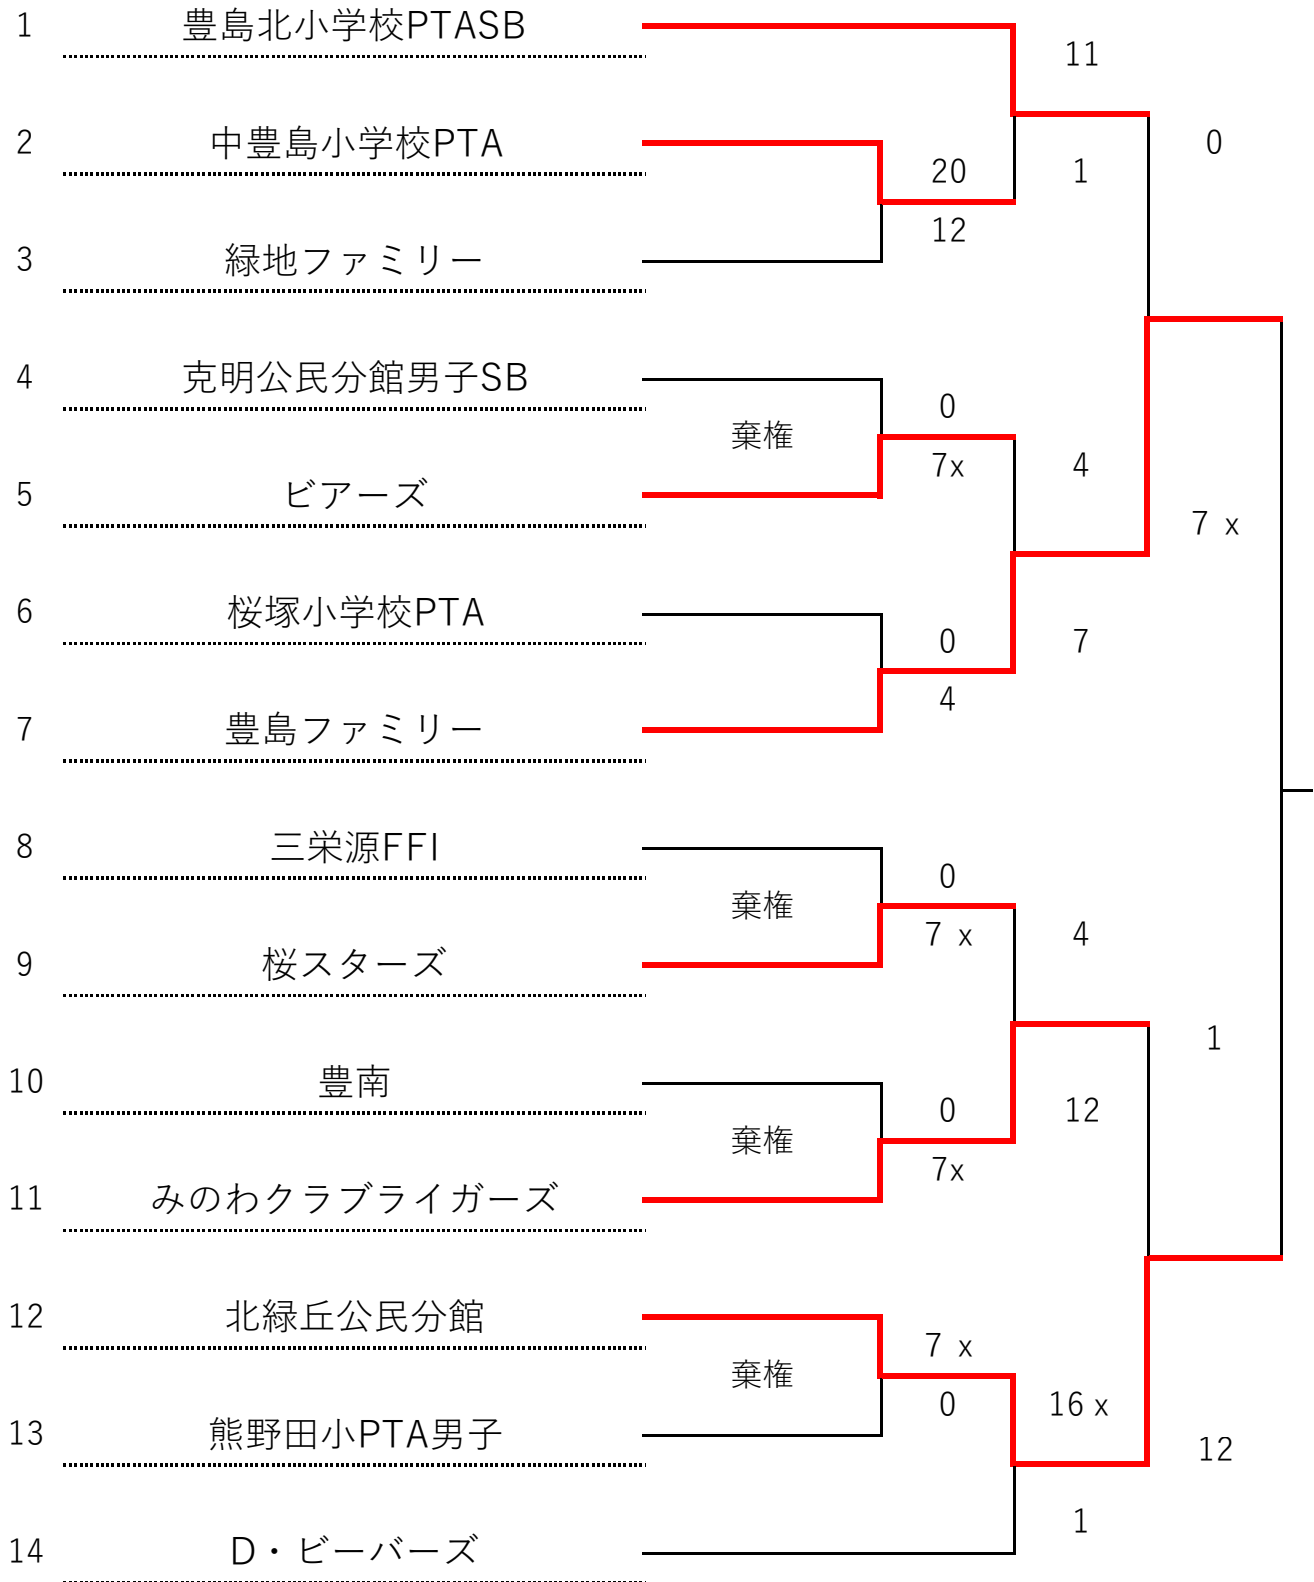 1 豊島北小学校PTASB
11
2 中豊島小学校PTA
0
20
1
12
3 緑地ファミリー
4 克明公民分館男子SB
0
棄権
7x
4
5 ビアーズ
7 x
6 桜塚小学校PTA
0
7
4
7 豊島ファミリー
8 三栄源FFI
0
棄権
7 x
4
9 桜スターズ
1
10 豊南
0
12
棄権
7x
11 みのわクラブライガーズ
12 北緑丘公民分館
7 x
棄権
0
16 x
13 熊野田小PTA男子
12
1
14 D・ビーバーズ